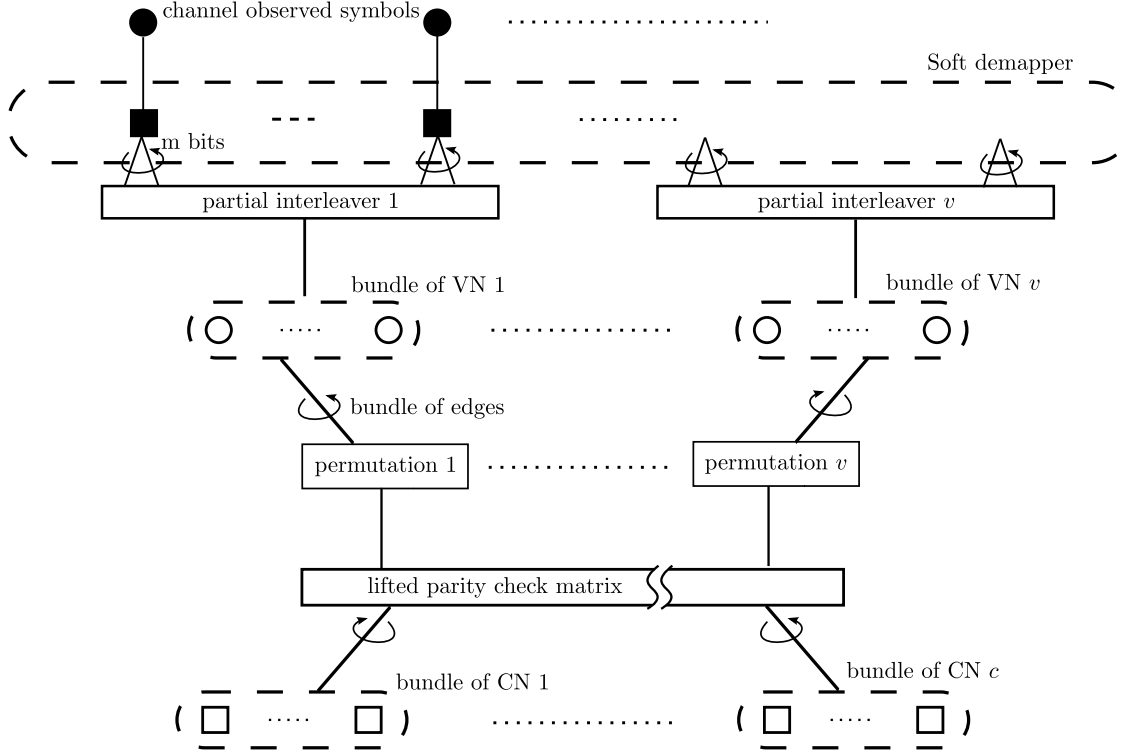 channel observed symbols
Soft demapper
m bits
partial interleaver 1
partial interleaver v
bundle of VN 1
bundle of VN v
bundle of edges
permutation 1
permutation v
lifted parity check matrix
bundle of CN 1
bundle of CN c